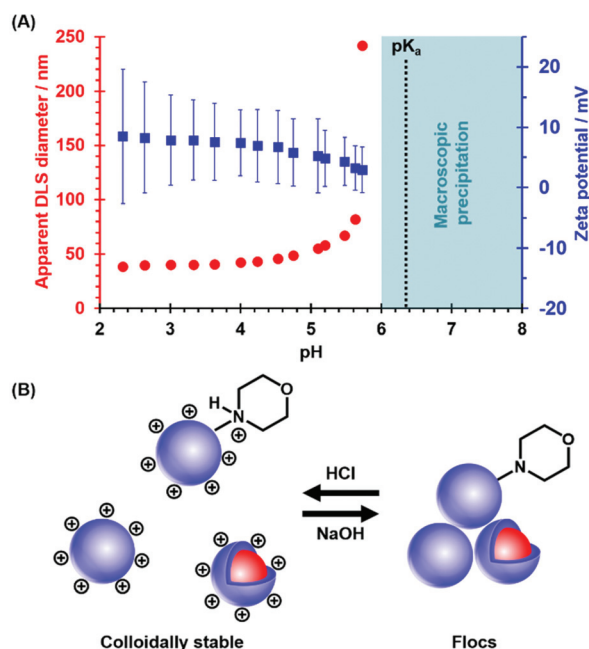 (A)
pKa
Apparent DLS diameter / nm
250
200
150
100
50
0
Macroscopic
precipitation
Zeta potential / mV
20
10
0
-10
-20
2 3 4 5 6 7 8
pH
(B)
O
H
N
⊕
HCl
NaOH
O
N
Colloidally stable
Flocs